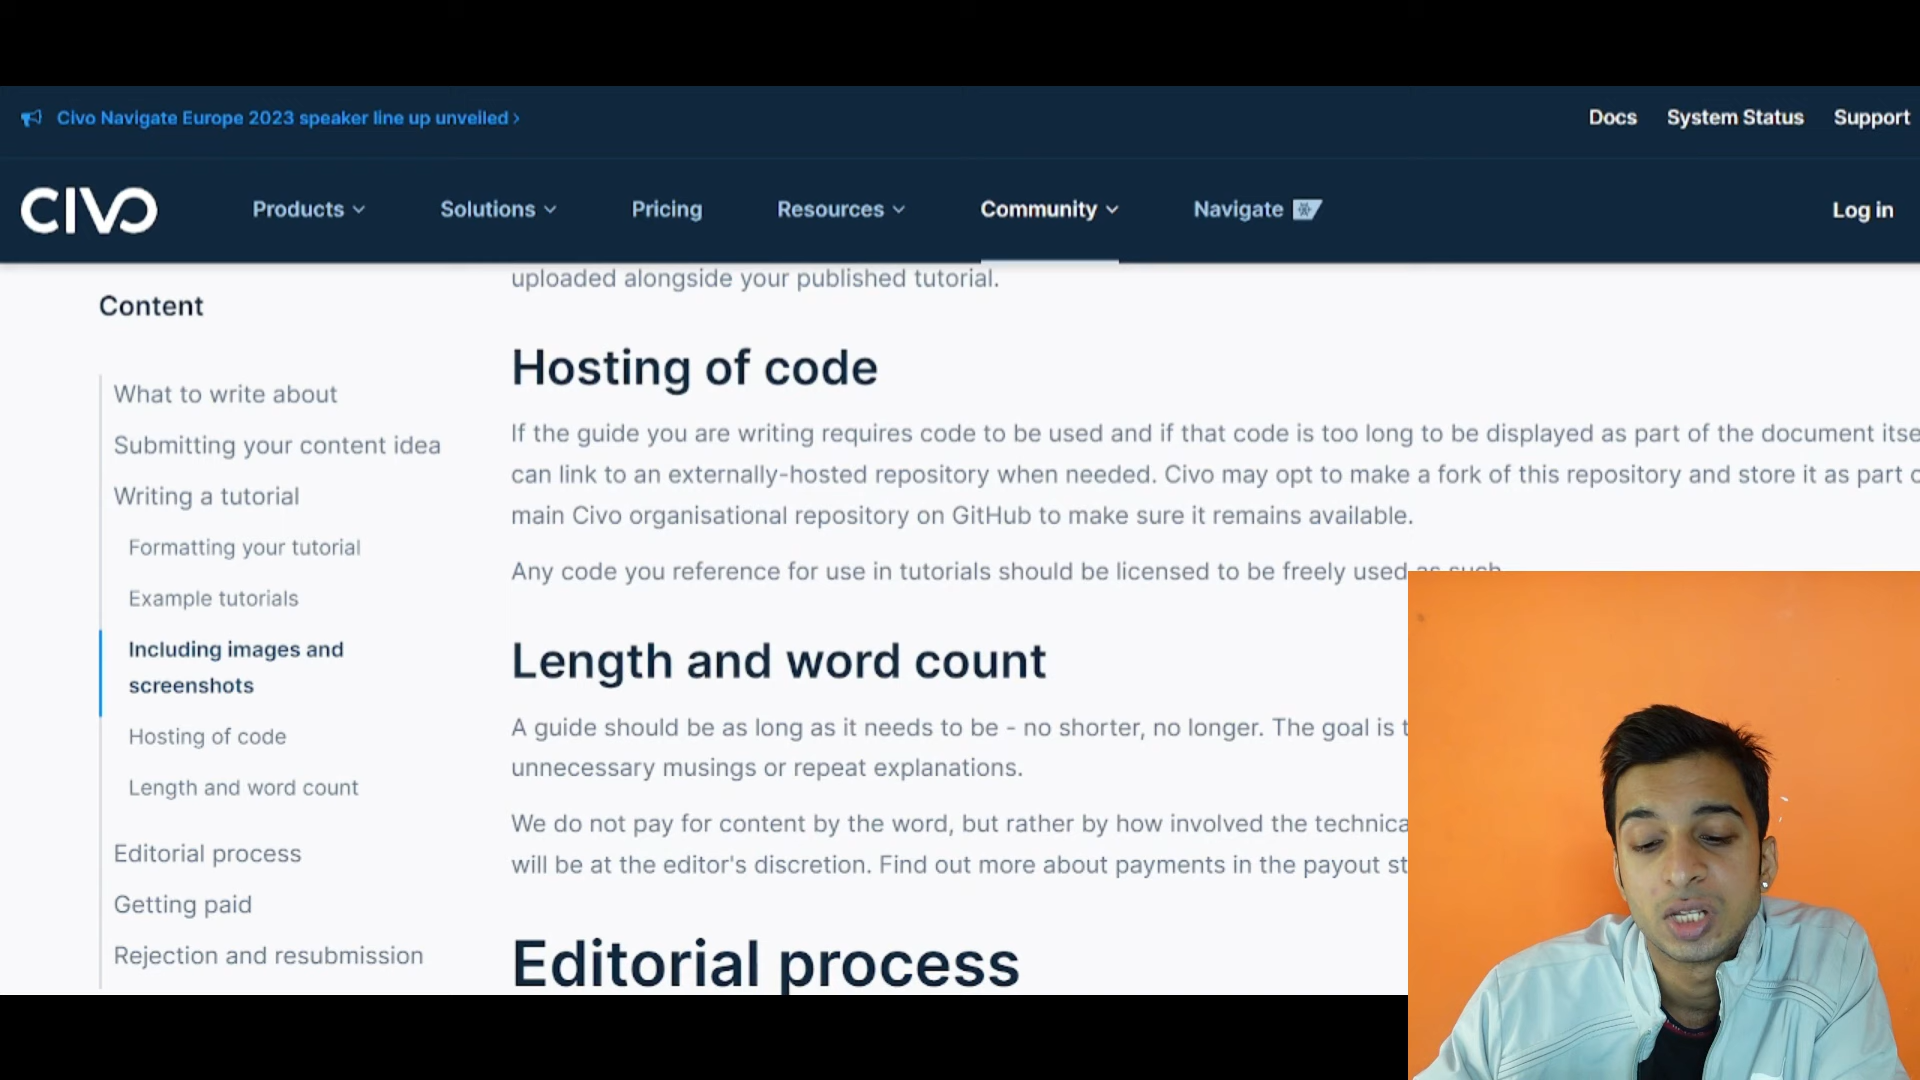 Civo Navigate Europe 2023 speaker line up unveiled >
Docs System Status Support
CIVO Products Solutions Pricing Resources Community Navigate Log in
Content
What to write about
Submitting your content idea
Writing a tutorial
Formatting your tutorial
Example tutorials
Including images and
screenshots
Hosting of code
Length and word count
Editorial process
Getting paid
Rejection and resubmission
uploaded alongside your published tutorial.
Hosting of code
If the guide you are writing requires code to be used and if that code is too long to be displayed as part of the document itse
can link to an externally-hosted repository when needed. Civo may opt to make a fork of this repository and store it as part o
main Civo organisational repository on GitHub to make sure it remains available.
Any code you reference for use in tutorials should be licensed to be freely used as such
Length and word count
A guide should be as long as it needs to be - no shorter, no longer. The goal is t
unnecessary musings or repeat explanations.
We do not pay for content by the word, but rather by how involved the technica
will be at the editor's discretion. Find out more about payments in the payout st
Editorial process